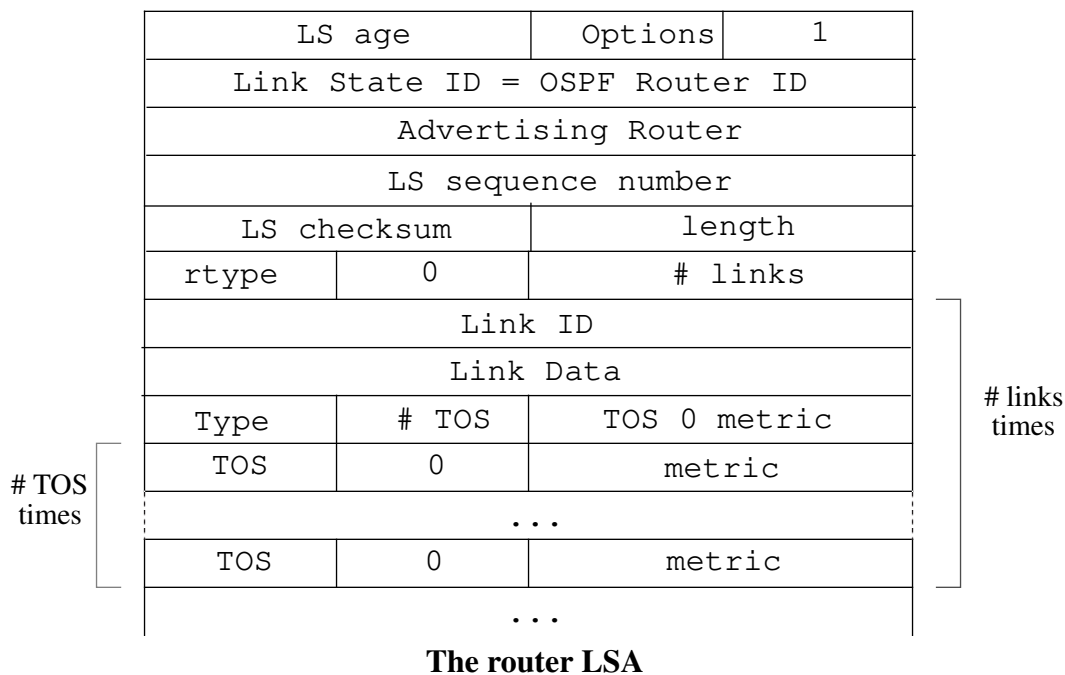 LS age Options 1
Link State ID = OSPF Router ID
Advertising Router
LS sequence number
LS checksum length
rtype 0 # links
Link ID
Link Data
Type # TOS TOS 0 metric
TOS 0 metric
...
TOS 0 metric
...
# TOS
times
# links
times
The router LSA